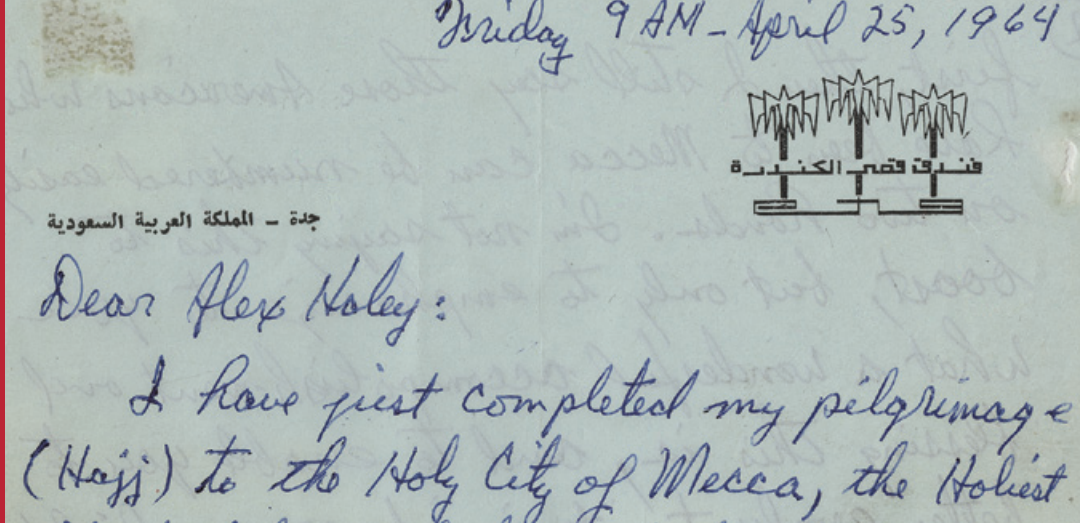 Friday 9 AM - April 25, 1964
فندق قصر الكندرة
جدة – المملكة العربية السعودية
Dear Alex Haley:
I have just completed my pilgrimage
(Hajj) to the Holy City of Mecca, the Holiest